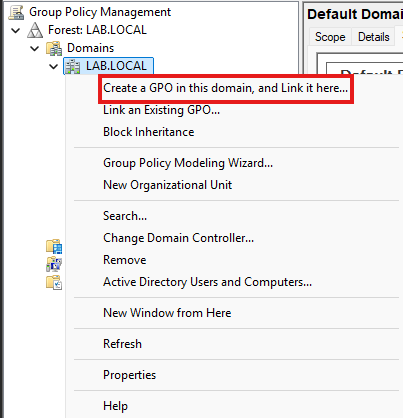 Group Policy Management
Forest: LAB.LOCAL
Domains
LAB.LOCAL
Create a GPO in this domain, and Link it here...
Link an Existing GPO...
Block Inheritance
Group Policy Modeling Wizard...
New Organizational Unit
Search...
Change Domain Controller...
Remove
Active Directory Users and Computers...
New Window from Here
Refresh
Properties
Help
Default Domai
Scope Details